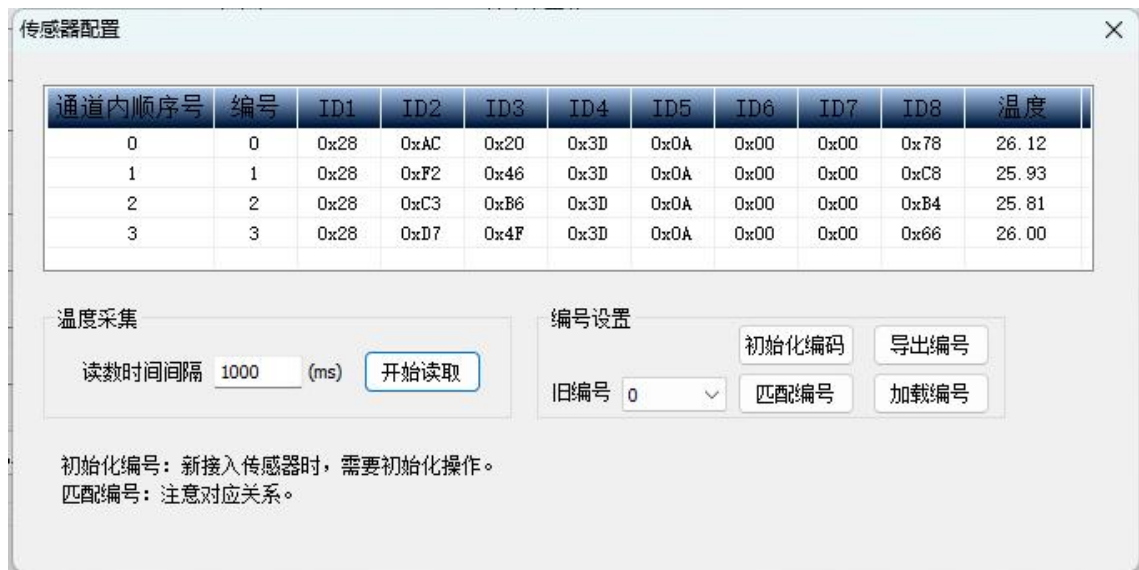 传感器配置
通道内顺序号 编号 ID1 ID2 ID3 ID4 ID5 ID6 ID7 ID8 温度
0 0 0x28 0xAC 0x20 0x3D 0x0A 0x00 0x00 0x78 26.12
1 1 0x28 0xF2 0x46 0x3D 0x0A 0x00 0x00 0xC8 25.93
2 2 0x28 0xC3 0xB6 0x3D 0x0A 0x00 0x00 0xB4 25.81
3 3 0x28 0xD7 0x4F 0x3D 0x0A 0x00 0x00 0x66 26.00
温度采集
读数时间间隔 1000 (ms) 开始读取
编号设置
初始化编码 导出编号
旧编号 0 匹配编号 加载编号
初始化编号：新接入传感器时，需要初始化操作。
匹配编号：注意对应关系。